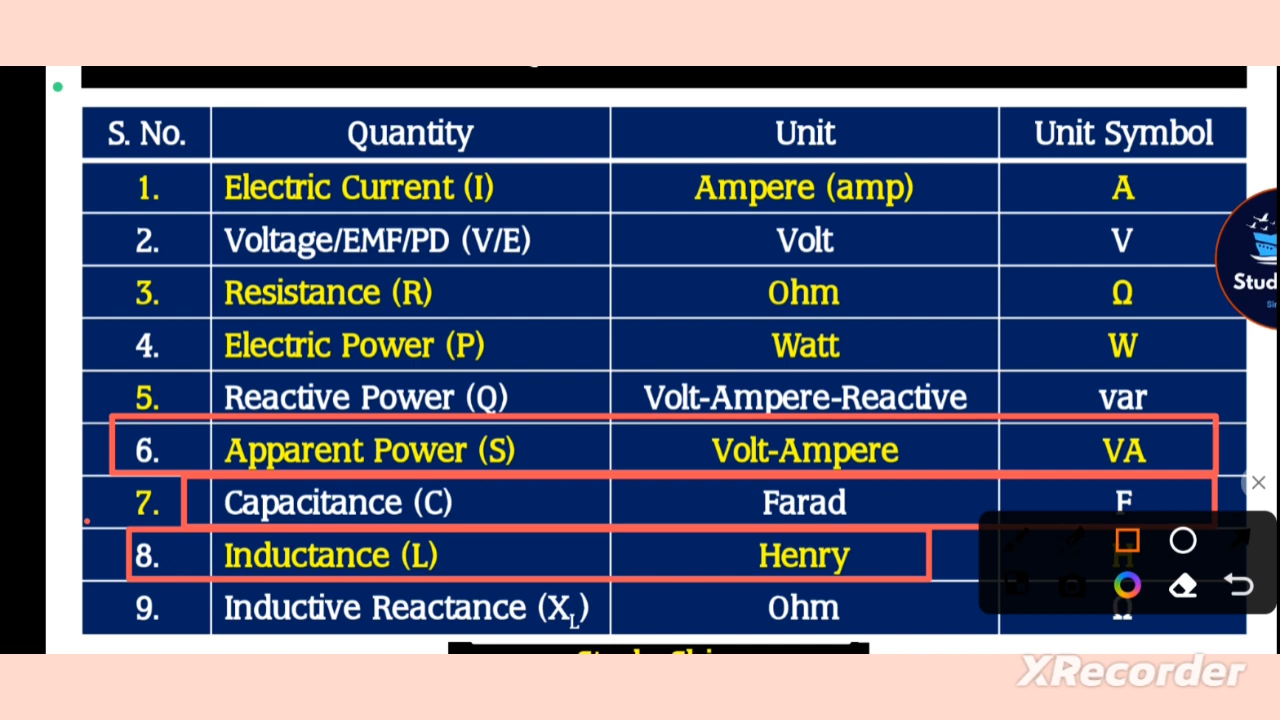 S. No. Quantity Unit Unit Symbol
1. Electric Current (I) Ampere (amp) A
2. Voltage/EMF/PD (V/E) Volt V
3. Resistance (R) Ohm Ω
4. Electric Power (P) Watt W
5. Reactive Power (Q) Volt-Ampere-Reactive var
6. Apparent Power (S) Volt-Ampere VA
7. Capacitance (C) Farad F
8. Inductance (L) Henry H
9. Inductive Reactance (X_L) Ohm Ω
Stud
XRecorder